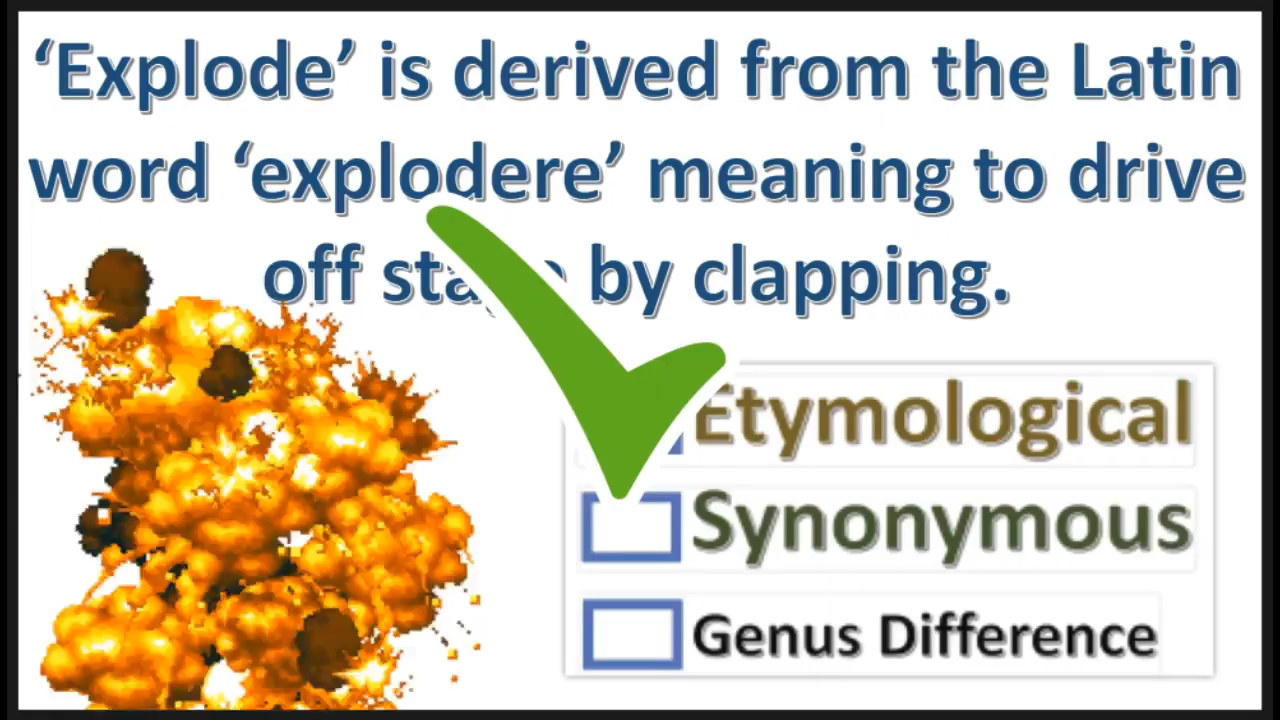 ‘Explode’ is derived from the Latin
word ‘explodere’ meaning to drive
off by clapping.
Etymological
Synonymous
Genus Difference